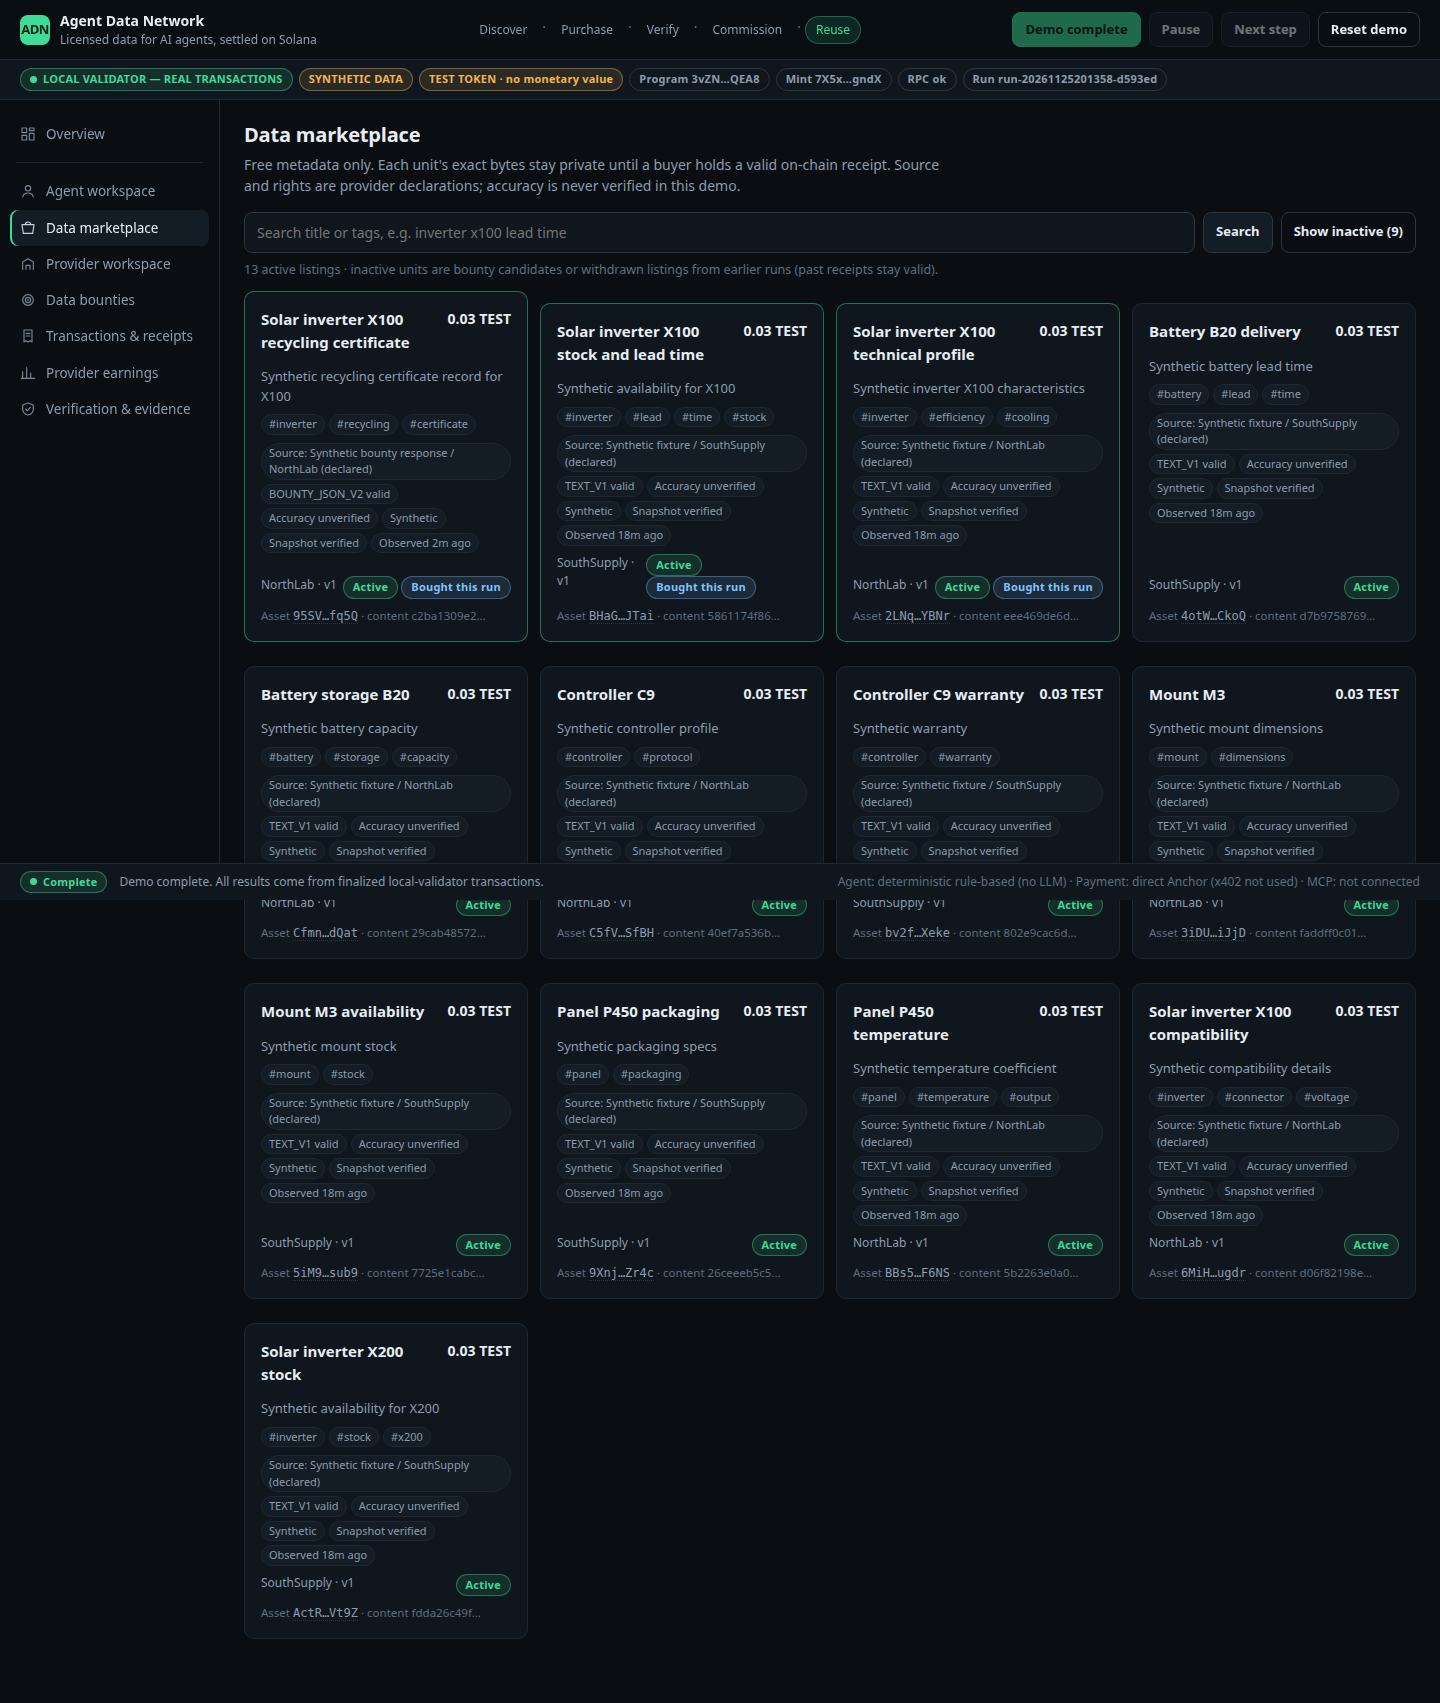 ADN
Agent Data Network
Licensed data for AI agents, settled on Solana
Discover · Purchase · Verify · Commission · Reuse
Demo complete
Pause
Next step
Reset demo
LOCAL VALIDATOR — REAL TRANSACTIONS
SYNTHETIC DATA
TEST TOKEN · no monetary value
Program 3vZN…QEA8
Mint 7X5x…gndX
RPC ok
Run run-20261125201358-d593ed
Overview
Agent workspace
Data marketplace
Provider workspace
Data bounties
Transactions & receipts
Provider earnings
Verification & evidence
Data marketplace
Free metadata only. Each unit's exact bytes stay private until a buyer holds a valid on-chain receipt. Source
and rights are provider declarations; accuracy is never verified in this demo.
Search title or tags, e.g. inverter x100 lead time
Search
Show inactive (9)
13 active listings · inactive units are bounty candidates or withdrawn listings from earlier runs (past receipts stay valid).
Solar inverter X100 0.03 TEST
recycling certificate
Synthetic recycling certificate record for
X100
#inverter #recycling #certificate
Source: Synthetic bounty response /
NorthLab (declared)
BOUNTY_JSON_V2 valid
Accuracy unverified Synthetic
Snapshot verified Observed 2m ago
NorthLab · v1 Active Bought this run
Asset 95SV…fq5Q · content c2ba1309e2…
Solar inverter X100 0.03 TEST
stock and lead time
Synthetic availability for X100
#inverter #lead #time #stock
Source: Synthetic fixture / SouthSupply
(declared)
TEXT_V1 valid Accuracy unverified
Synthetic Snapshot verified
Observed 18m ago
SouthSupply · Active
v1 Bought this run
Asset BHaG…JTai · content 5861174f86…
Solar inverter X100 0.03 TEST
technical profile
Synthetic inverter X100 characteristics
#inverter #efficiency #cooling
Source: Synthetic fixture / NorthLab
(declared)
TEXT_V1 valid Accuracy unverified
Synthetic Snapshot verified
Observed 18m ago
NorthLab · v1 Active Bought this run
Asset 2LNq…YBNr · content eee469de6d…
Battery B20 delivery 0.03 TEST
Synthetic battery lead time
#battery #lead #time
Source: Synthetic fixture / SouthSupply
(declared)
TEXT_V1 valid Accuracy unverified
Synthetic Snapshot verified
Observed 18m ago
SouthSupply · v1 Active
Asset 4otW…CkoQ · content d7b9758769…
Battery storage B20 0.03 TEST
Synthetic battery capacity
#battery #storage #capacity
Source: Synthetic fixture / NorthLab
(declared)
TEXT_V1 valid Accuracy unverified
Synthetic Snapshot verified
NorthLab · v1 Active
Asset Cfmn…dQat · content 29cab48572…
Controller C9 0.03 TEST
Synthetic controller profile
#controller #protocol
Source: Synthetic fixture / NorthLab
(declared)
TEXT_V1 valid Accuracy unverified
Synthetic Snapshot verified
NorthLab · v1 Active
Asset C5fV…SfBH · content 40ef7a536b…
Controller C9 warranty 0.03 TEST
Synthetic warranty
#controller #warranty
Source: Synthetic fixture / SouthSupply
(declared)
TEXT_V1 valid Accuracy unverified
Synthetic Snapshot verified
SouthSupply · v1 Active
Asset bv2f…Xeke · content 802e9cac6d…
Mount M3 0.03 TEST
Synthetic mount dimensions
#mount #dimensions
Source: Synthetic fixture / NorthLab
(declared)
TEXT_V1 valid Accuracy unverified
Synthetic Snapshot verified
NorthLab · v1 Active
Asset 3iDU…iJjD · content faddff0c01…
Complete
Demo complete. All results come from finalized local-validator transactions.
Agent: deterministic rule-based (no LLM) · Payment: direct Anchor (x402 not used) · MCP: not connected
Mount M3 availability 0.03 TEST
Synthetic mount stock
#mount #stock
Source: Synthetic fixture / SouthSupply
(declared)
TEXT_V1 valid Accuracy unverified
Synthetic Snapshot verified
Observed 18m ago
SouthSupply · v1 Active
Asset 5iM9…sub9 · content 7725e1cabc…
Panel P450 packaging 0.03 TEST
Synthetic packaging specs
#panel #packaging
Source: Synthetic fixture / SouthSupply
(declared)
TEXT_V1 valid Accuracy unverified
Synthetic Snapshot verified
Observed 18m ago
SouthSupply · v1 Active
Asset 9Xnj…Zr4c · content 26ceeeb5c5…
Panel P450 0.03 TEST
temperature
Synthetic temperature coefficient
#panel #temperature #output
Source: Synthetic fixture / NorthLab
(declared)
TEXT_V1 valid Accuracy unverified
Synthetic Snapshot verified
Observed 18m ago
NorthLab · v1 Active
Asset BBs5…F6NS · content 5b2263e0a0…
Solar inverter X100 0.03 TEST
compatibility
Synthetic compatibility details
#inverter #connector #voltage
Source: Synthetic fixture / NorthLab
(declared)
TEXT_V1 valid Accuracy unverified
Synthetic Snapshot verified
Observed 18m ago
NorthLab · v1 Active
Asset 6MiH…ugdr · content d06f82198e…
Solar inverter X200 0.03 TEST
stock
Synthetic availability for X200
#inverter #stock #x200
Source: Synthetic fixture / SouthSupply
(declared)
TEXT_V1 valid Accuracy unverified
Synthetic Snapshot verified
Observed 18m ago
SouthSupply · v1 Active
Asset ActR…Vt9Z · content fdda26c49f…